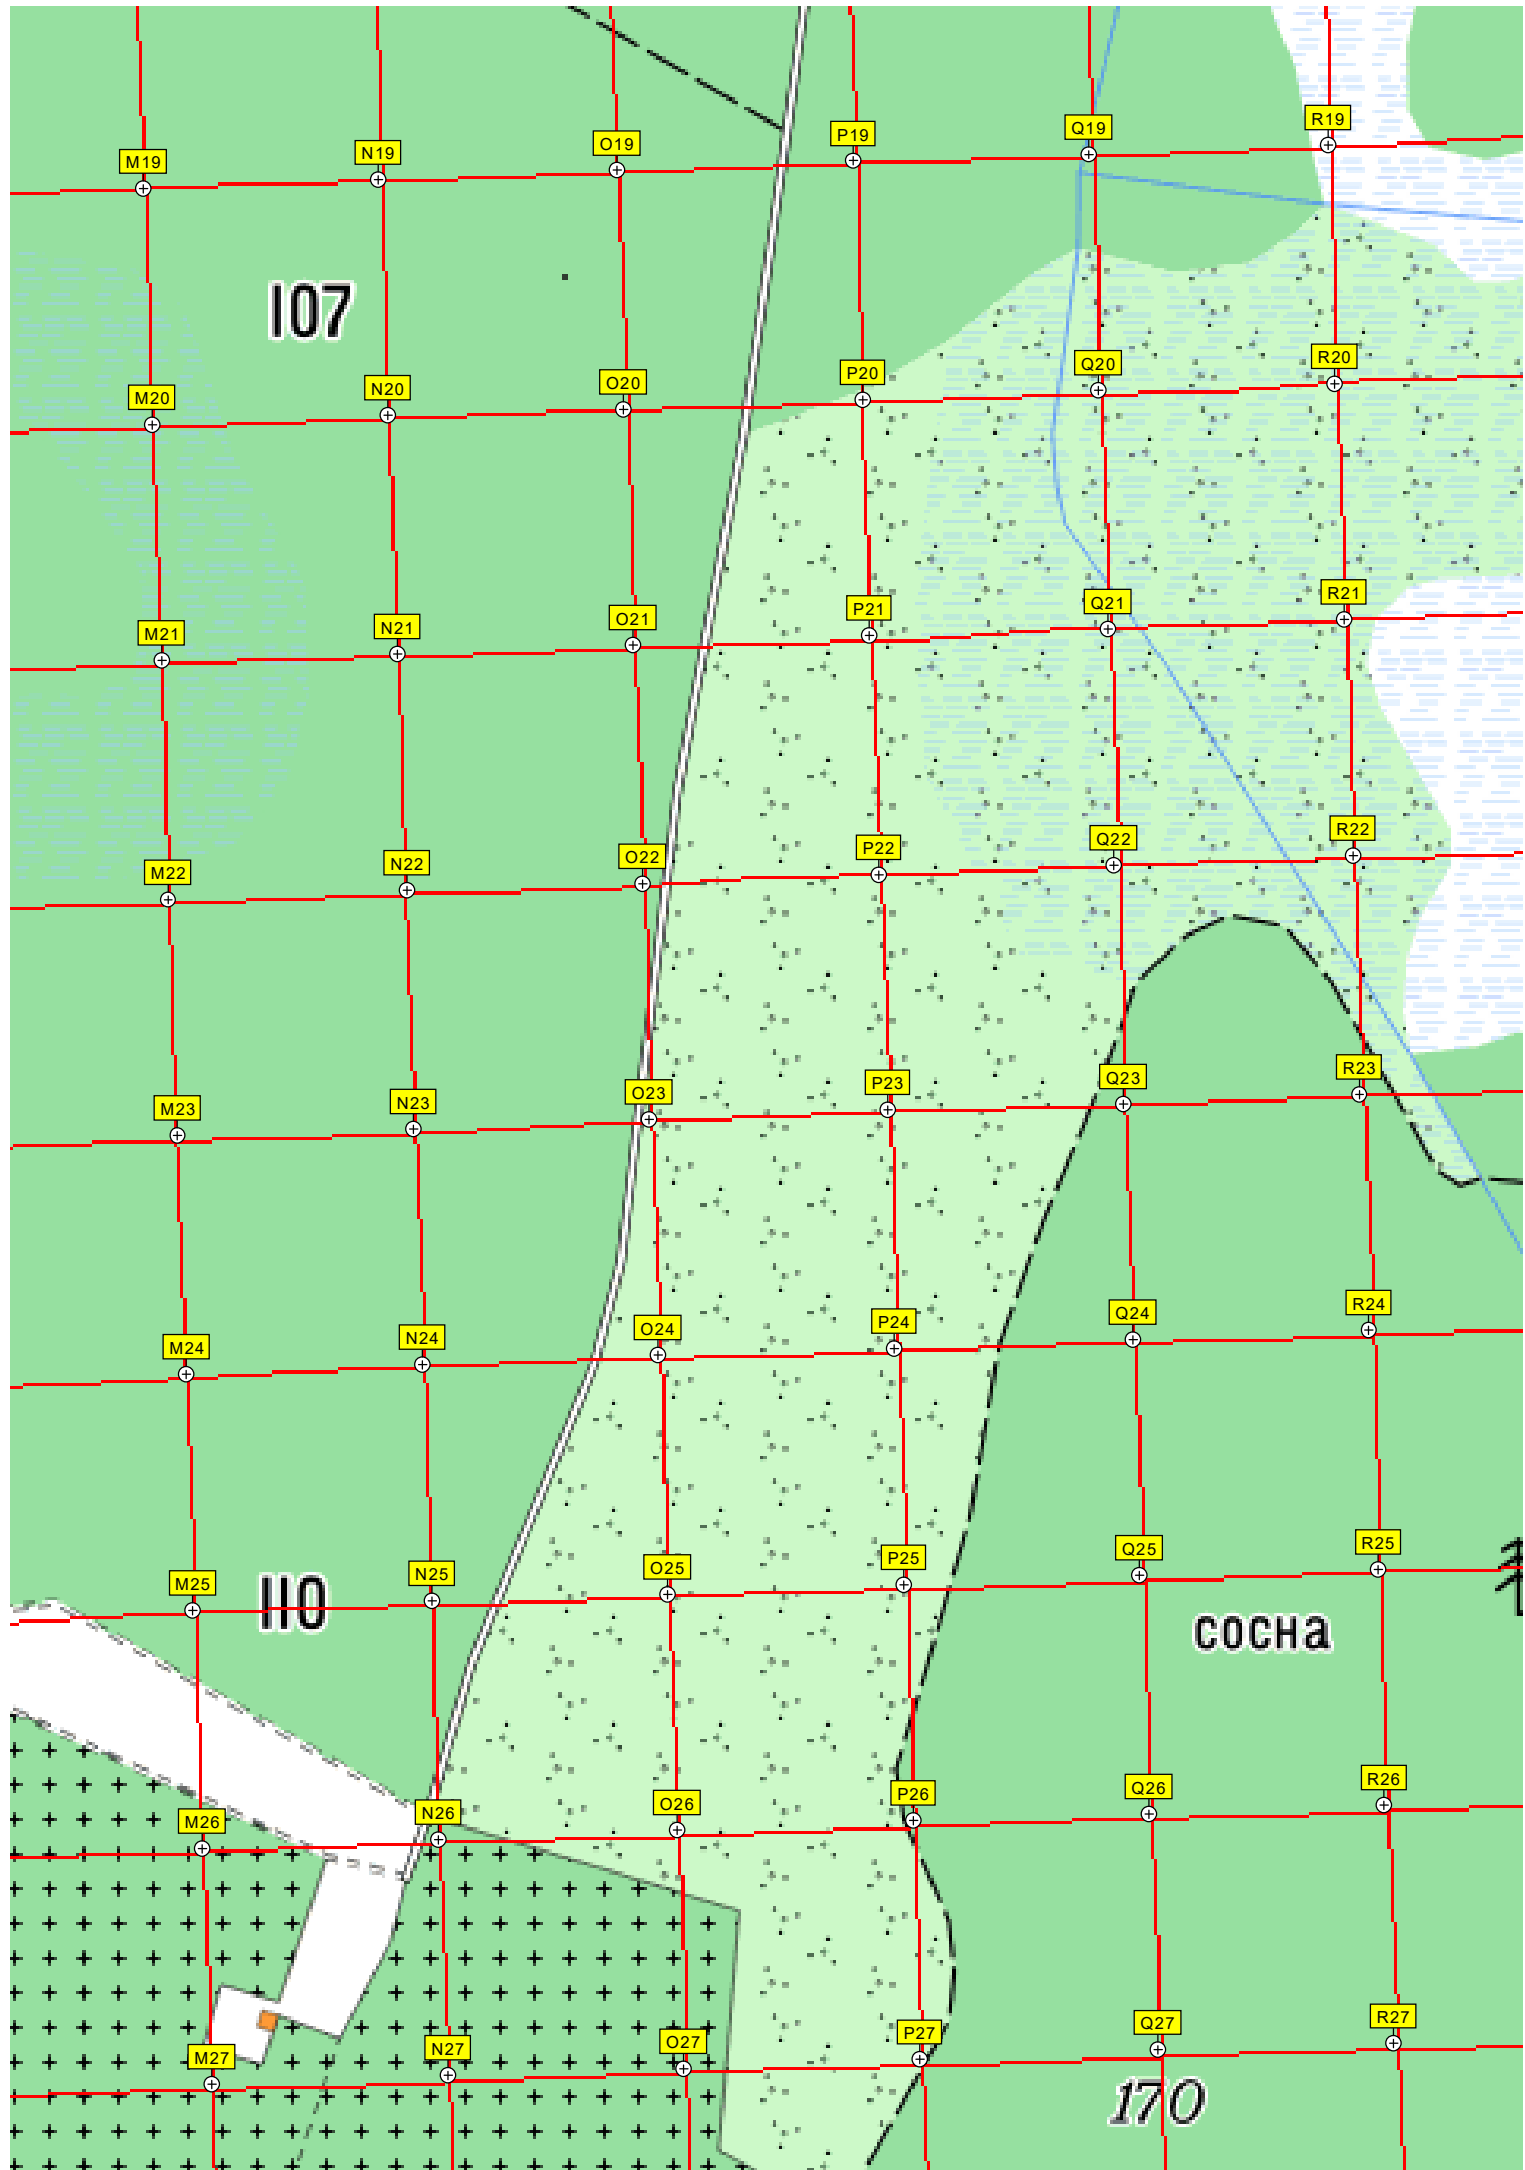 M19 N19 O19 P19 Q19 R19
107
M20 N20 O20 P20 Q20 R20
M21 N21 O21 P21 Q21 R21
M22 N22 O22 P22 Q22 R22
M23 N23 O23 P23 Q23 R23
M24 N24 O24 P24 Q24 R24
M25 N25 O25 P25 Q25 R25
110
сосна
M26 N26 O26 P26 Q26 R26
M27 N27 O27 P27 Q27 R27
170